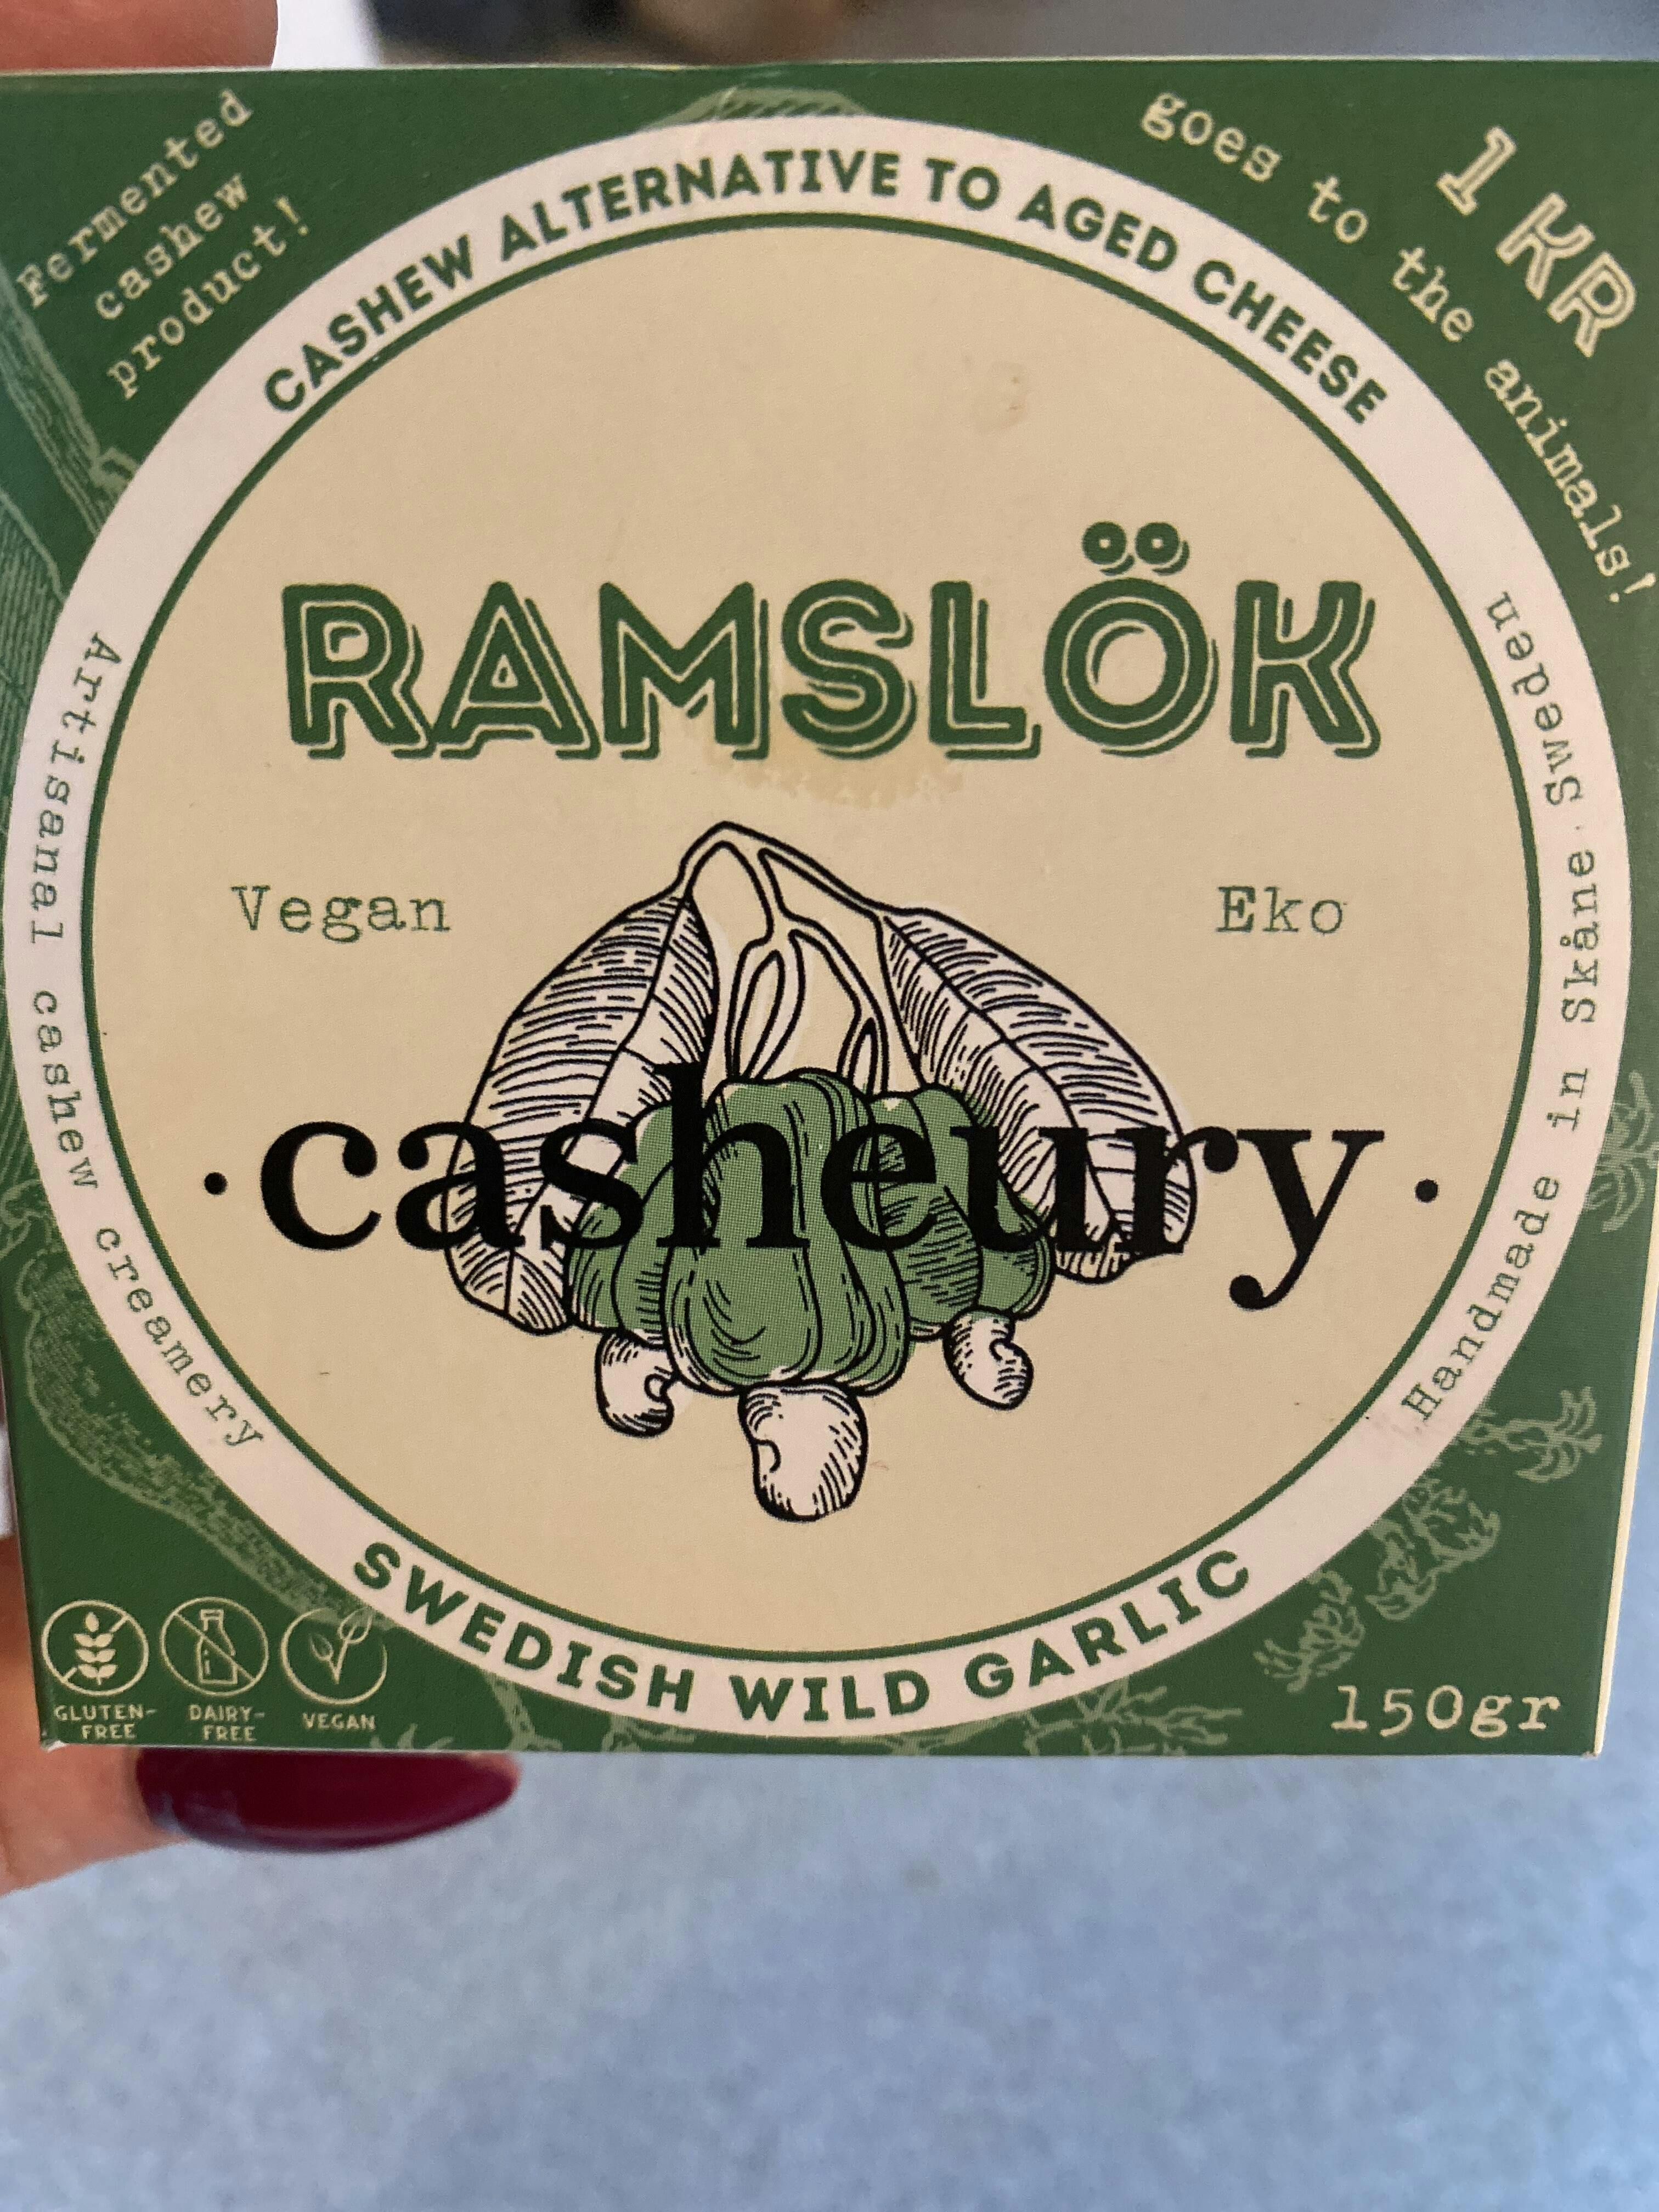 Fermented
cashew
product!
1 KR
goes to the animals!
CASHEW ALTERNATIVE TO AGED CHEESE
RAMSLÖK
Vegan
Eko
·casheury·
Artisanal cashew creamery
Handmade in Skåne · Sweden
SWEDISH WILD GARLIC
GLUTEN-
FREE
DAIRY-
FREE
VEGAN
150gr